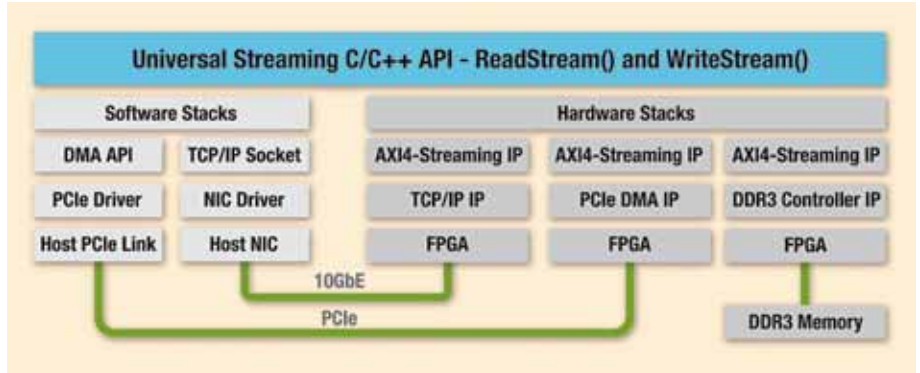 Universal Streaming C/C++ API - ReadStream() and WriteStream()
Software Stacks
Hardware Stacks
DMA API
TCP/IP Socket
AXI4-Streaming IP
AXI4-Streaming IP
AXI4-Streaming IP
PCIe Driver
NIC Driver
TCP/IP IP
PCIe DMA IP
DDR3 Controller IP
Host PCIe Link
Host NIC
FPGA
FPGA
FPGA
10GbE
PCIe
DDR3 Memory